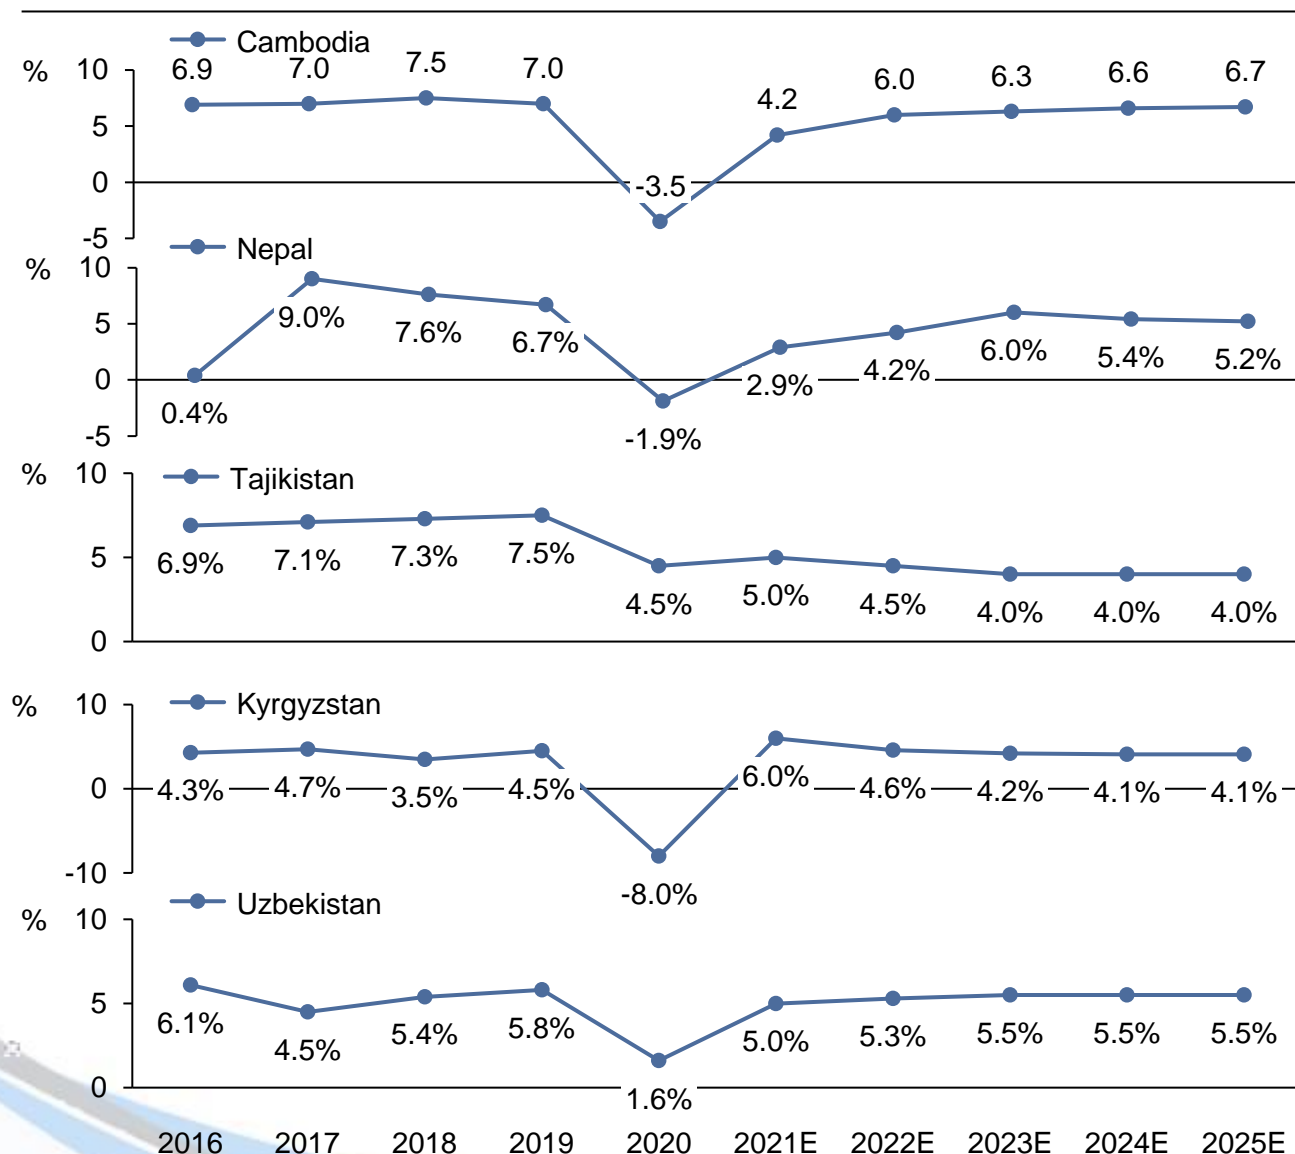 Cambodia
% 10 6.9 7.0 7.5 7.0 4.2 6.0 6.3 6.6 6.7
5
0 -3.5
-5
Nepal
% 10
9.0% 7.6% 6.7% 6.0% 5.4% 5.2%
5
0 2.9% 4.2%
0.4% -1.9%
-5
Tajikistan
% 10
6.9% 7.1% 7.3% 7.5%
5
4.5% 5.0% 4.5% 4.0% 4.0% 4.0%
0
Kyrgyzstan
% 10
0 4.3% 4.7% 3.5% 4.5% 6.0% 4.6% 4.2% 4.1% 4.1%
-10
-8.0%
Uzbekistan
% 10
5
6.1% 4.5% 5.4% 5.8% 5.0% 5.3% 5.5% 5.5% 5.5%
0
1.6%
2016 2017 2018 2019 2020 2021E 2022E 2023E 2024E 2025E